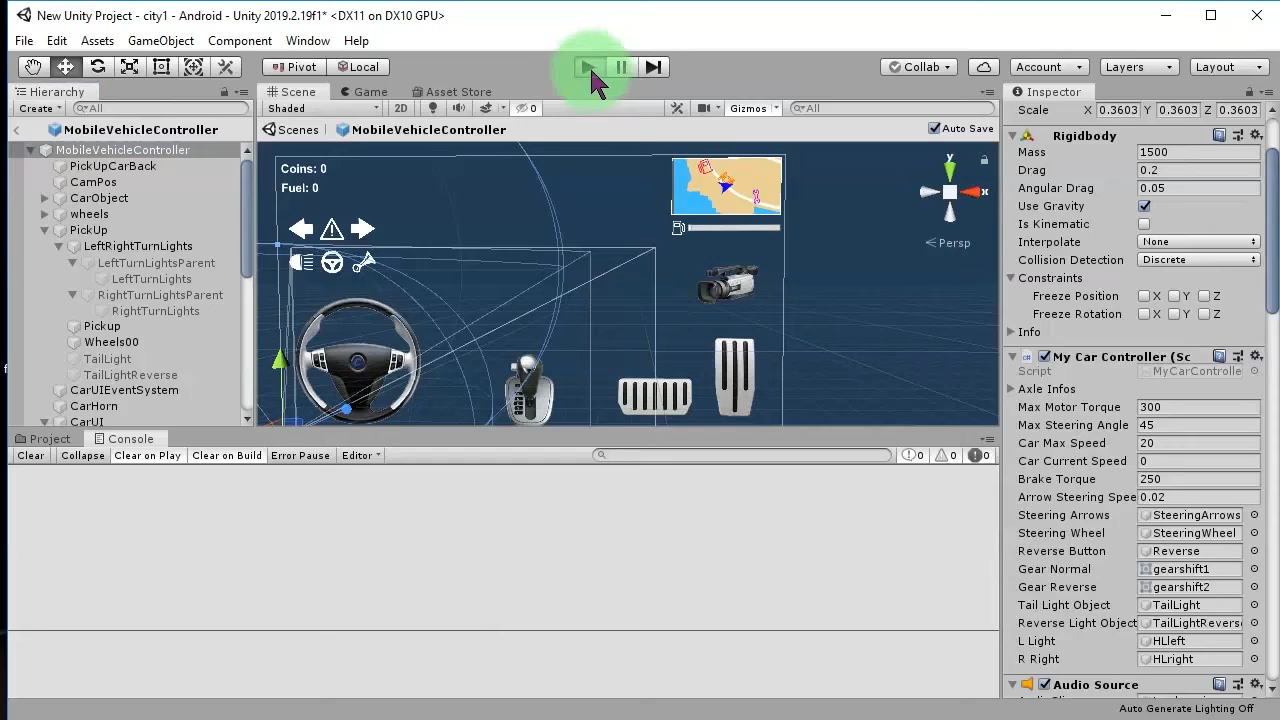 New Unity Project - city1 - Android - Unity 2019.2.19f1* <DX11 on DX10 GPU>
File Edit Assets GameObject Component Window Help
Pivot Local Collab Account Layers Layout
Hierarchy Scene Game Asset Store Inspector
Create All Shaded 2D 0 Gizmos All Scale X 0.3603 Y 0.3603 Z 0.3603
MobileVehicleController Scenes MobileVehicleController Auto Save
MobileVehicleController
PickUpCarBack
CamPos
CarObject
wheels
PickUp
LeftRightTurnLights
LeftTurnLightsParent
LeftTurnLights
RightTurnLightsParent
RightTurnLights
Pickup
Wheels00
TailLight
TailLightReverse
CarUIEventSystem
CarHorn
CarUI
Coins: 0
Fuel: 0
y
x
Persp
Rigidbody
Mass 1500
Drag 0.2
Angular Drag 0.05
Use Gravity
Is Kinematic
Interpolate None
Collision Detection Discrete
Constraints
Freeze Position X Y Z
Freeze Rotation X Y Z
Info
My Car Controller (Sc
Script MyCarControlle
Axle Infos
Max Motor Torque 300
Max Steering Angle 45
Car Max Speed 20
Car Current Speed 0
Brake Torque 250
Arrow Steering Spee 0.02
Steering Arrows SteeringArrows
Steering Wheel SteeringWheel
Reverse Button Reverse
Gear Normal gearshift1
Gear Reverse gearshift2
Tail Light Object TailLight
Reverse Light Object TailLightRevers
L Light HLleft
R Right HLright
Audio Source
Project Console
Clear Collapse Clear on Play Clear on Build Error Pause Editor 0 0 0
Auto Generate Lighting Off